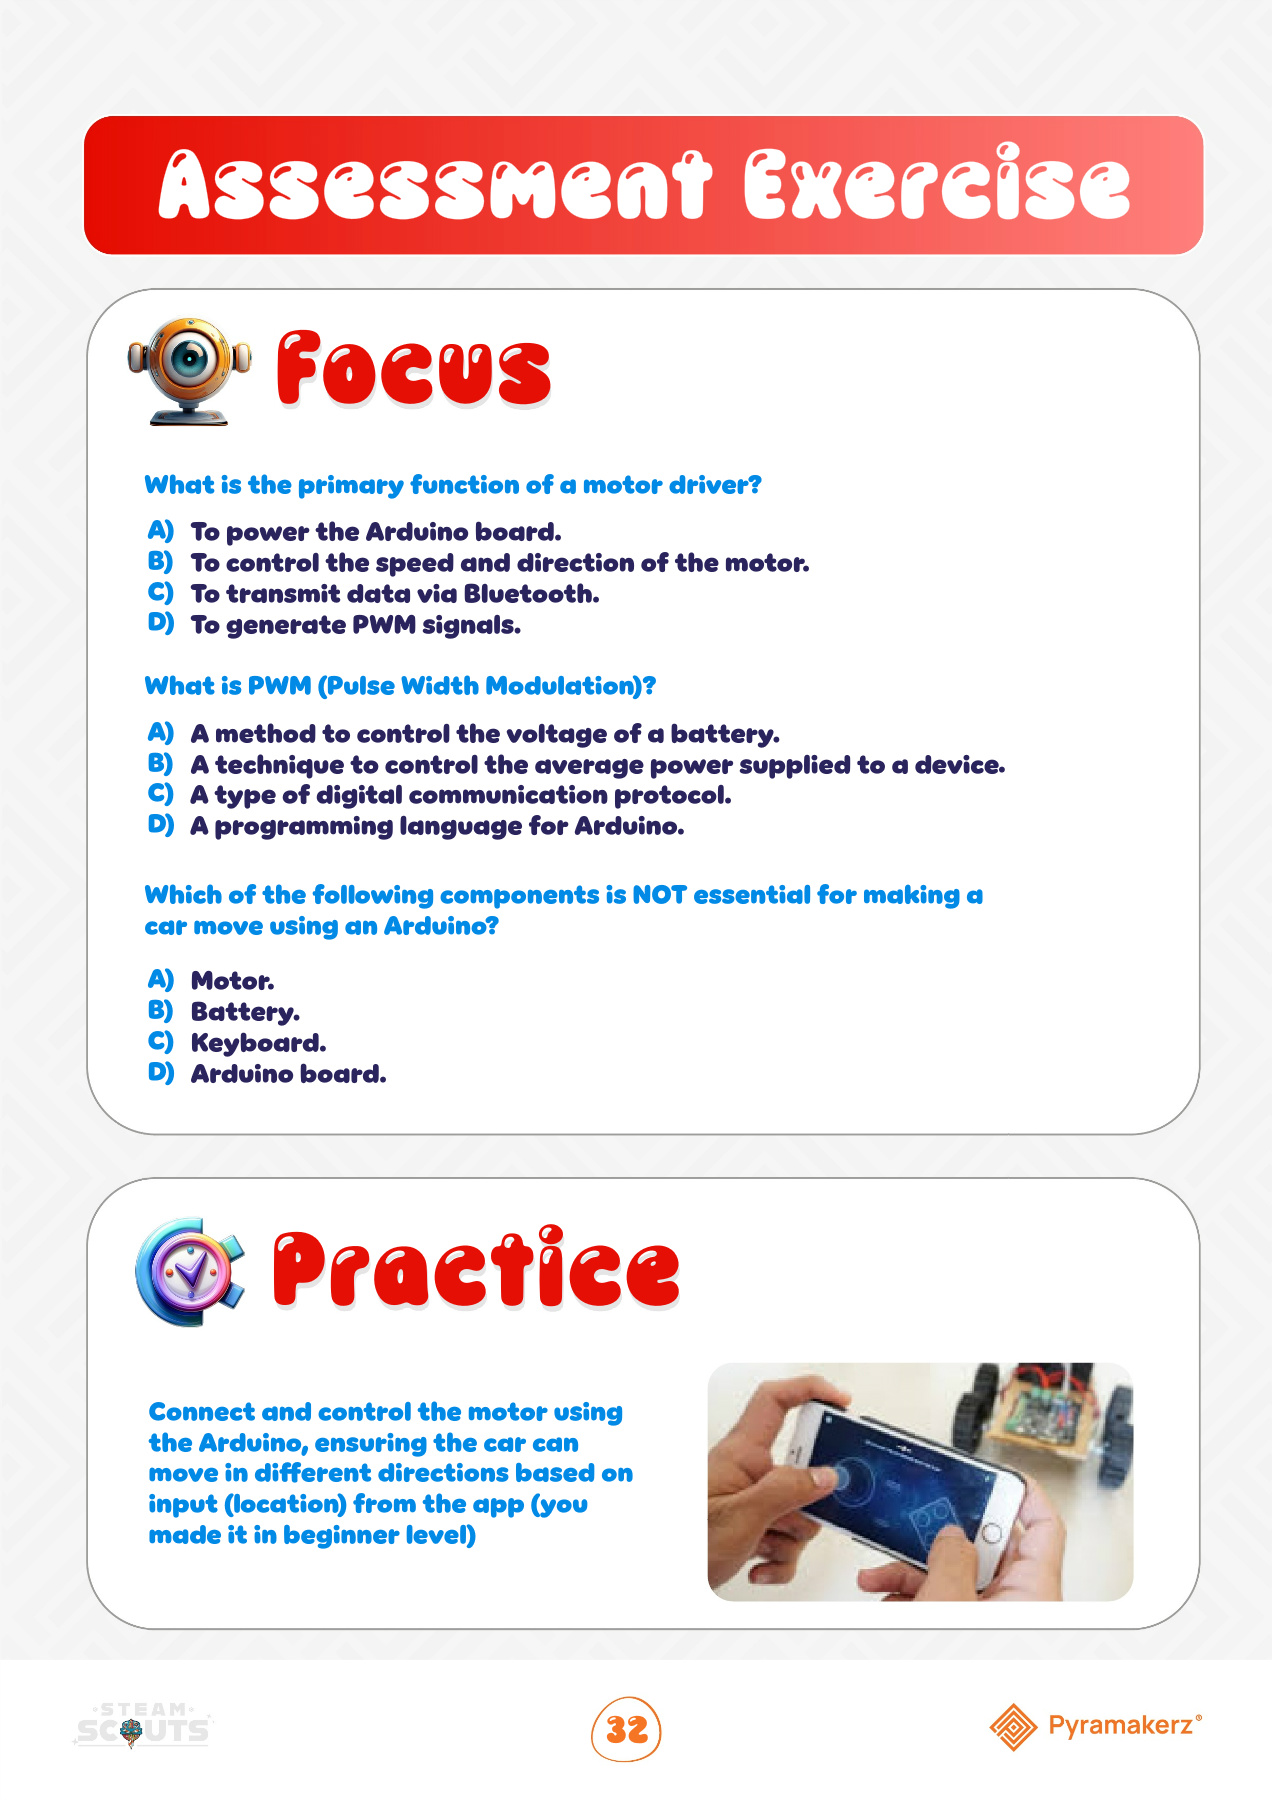 Assessment Exercise
Focus
What is the primary function of a motor driver?
A) To power the Arduino board.
B) To control the speed and direction of the motor.
C) To transmit data via Bluetooth.
D) To generate PWM signals.
What is PWM (Pulse Width Modulation)?
A) A method to control the voltage of a battery.
B) A technique to control the average power supplied to a device.
C) A type of digital communication protocol.
D) A programming language for Arduino.
Which of the following components is NOT essential for making a
car move using an Arduino?
A) Motor.
B) Battery.
C) Keyboard.
D) Arduino board.
Practice
Connect and control the motor using
the Arduino, ensuring the car can
move in different directions based on
input (location) from the app (you
made it in beginner level)
STEAM
SCOUTS
32
Pyramakerz®